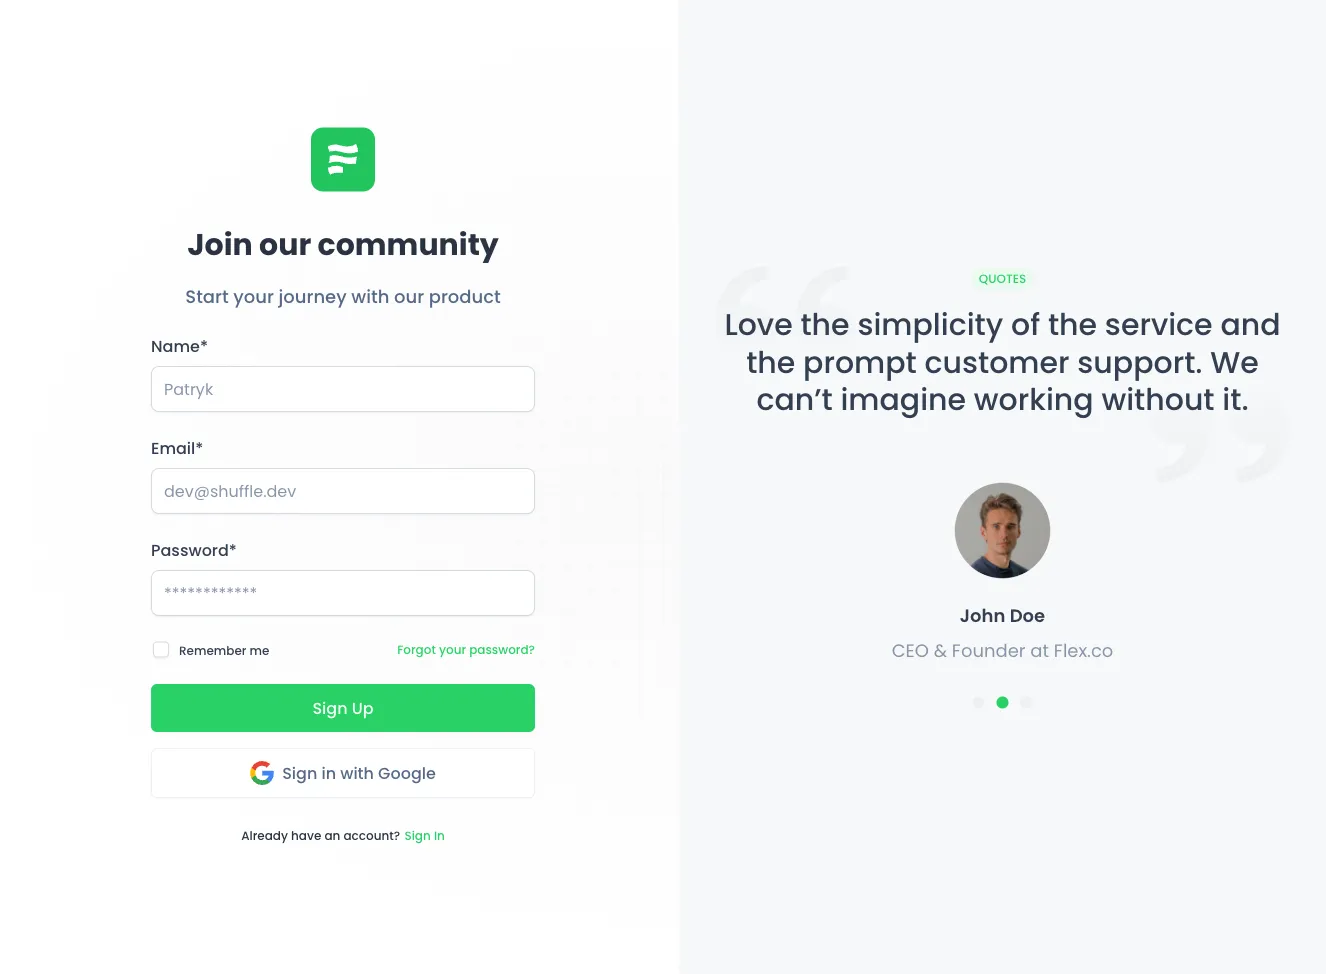 Join our community
Start your journey with our product
Name*
Patryk
Email*
dev@shuffle.dev
Password*
************
Remember me
Forgot your password?
Sign Up
Sign in with Google
Already have an account? Sign In
QUOTES
Love the simplicity of the service and
the prompt customer support. We
can’t imagine working without it.
John Doe
CEO & Founder at Flex.co